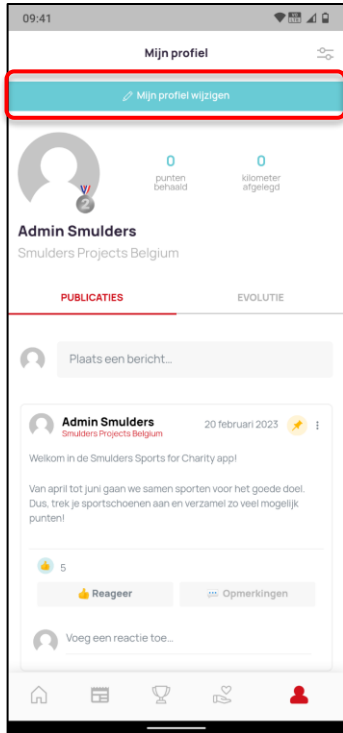 09:41
Mijn profiel
Mijn profiel wijzigen
0
punten
behaald
0
kilometer
afgelegd
2
Admin Smulders
Smulders Projects Belgium
PUBLICATIES
EVOLUTIE
Plaats een bericht...
Admin Smulders
Smulders Projects Belgium
20 februari 2023
Welkom in de Smulders Sports for Charity app!
Van april tot juni gaan we samen sporten voor het goede doel.
Dus, trek je sportschoenen aan en verzamel zo veel mogelijk
punten!
5
Reageer
Opmerkingen
Voeg een reactie toe...